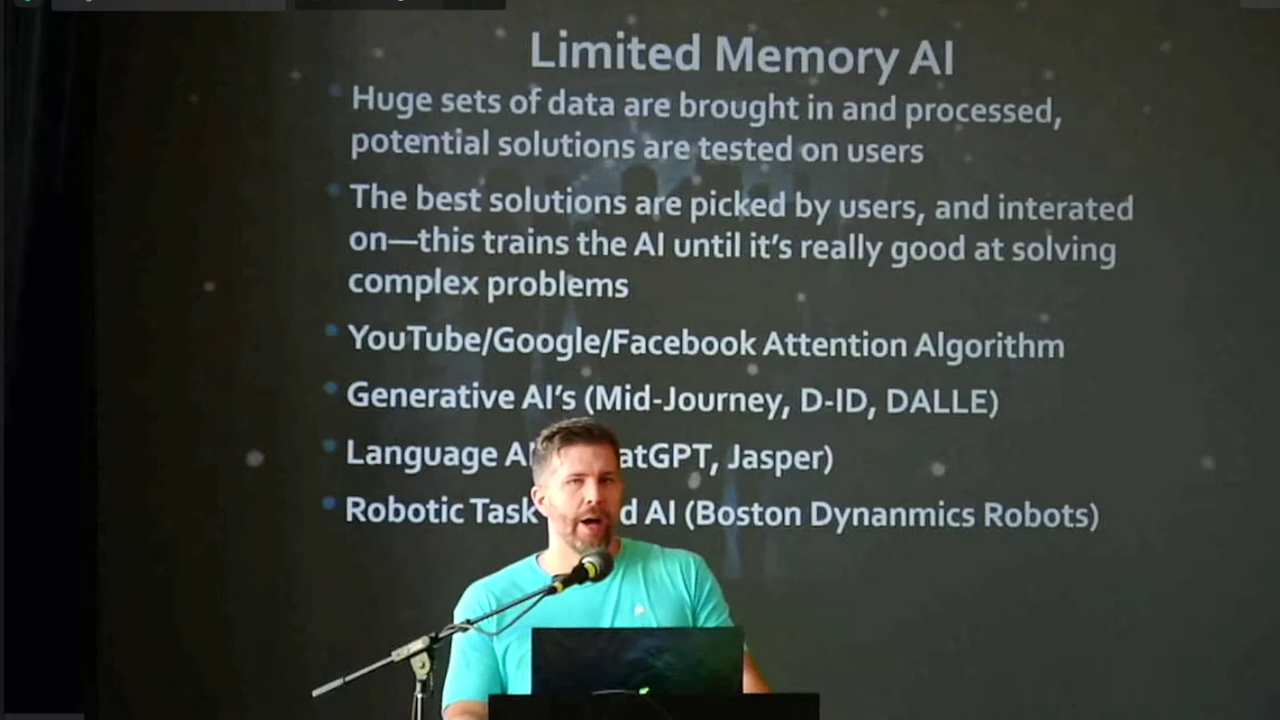 Limited Memory AI
Huge sets of data are brought in and processed,
potential solutions are tested on users
The best solutions are picked by users, and interated
on—this trains the AI until it's really good at solving
complex problems
YouTube/Google/Facebook Attention Algorithm
Generative AI's (Mid-Journey, D-ID, DALLE)
Language atGPT, Jasper)
Robotic Task d AI (Boston Dynanmics Robots)